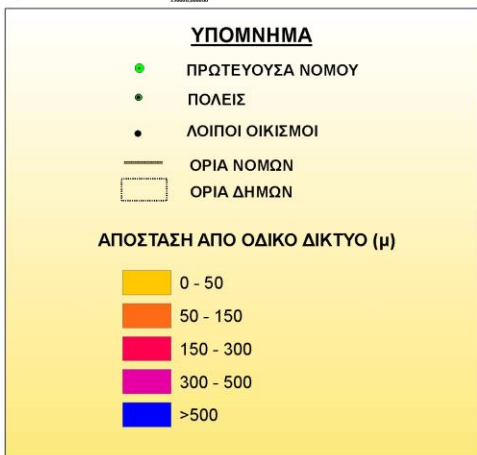 ΥΠΟΜΝΗΜΑ
ΠΡΩΤΕΥΟΥΣΑ ΝΟΜΟΥ
ΠΟΛΕΙΣ
ΛΟΙΠΟΙ ΟΙΚΙΣΜΟΙ
ΟΡΙΑ ΝΟΜΩΝ
ΟΡΙΑ ΔΗΜΩΝ
ΑΠΟΣΤΑΣΗ ΑΠΟ ΟΔΙΚΟ ΔΙΚΤΥΟ (μ)
0 - 50
50 - 150
150 - 300
300 - 500
>500